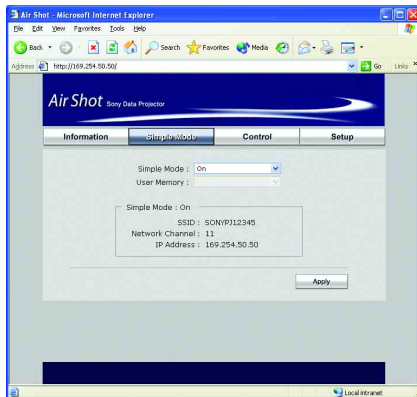 Air Shot - Microsoft Internet Explorer
File Edit View Favorites Tools Help
Back Search Favorites Media
Address http://169.254.50.50/ Go Links »
Air Shot Sony Data Projector
Information Simple Mode Control Setup
Simple Mode : On
User Memory :
Simple Mode : On
SSID : SONYPJ12345
Network Channel : 11
IP Address : 169.254.50.50
Apply
Local intranet